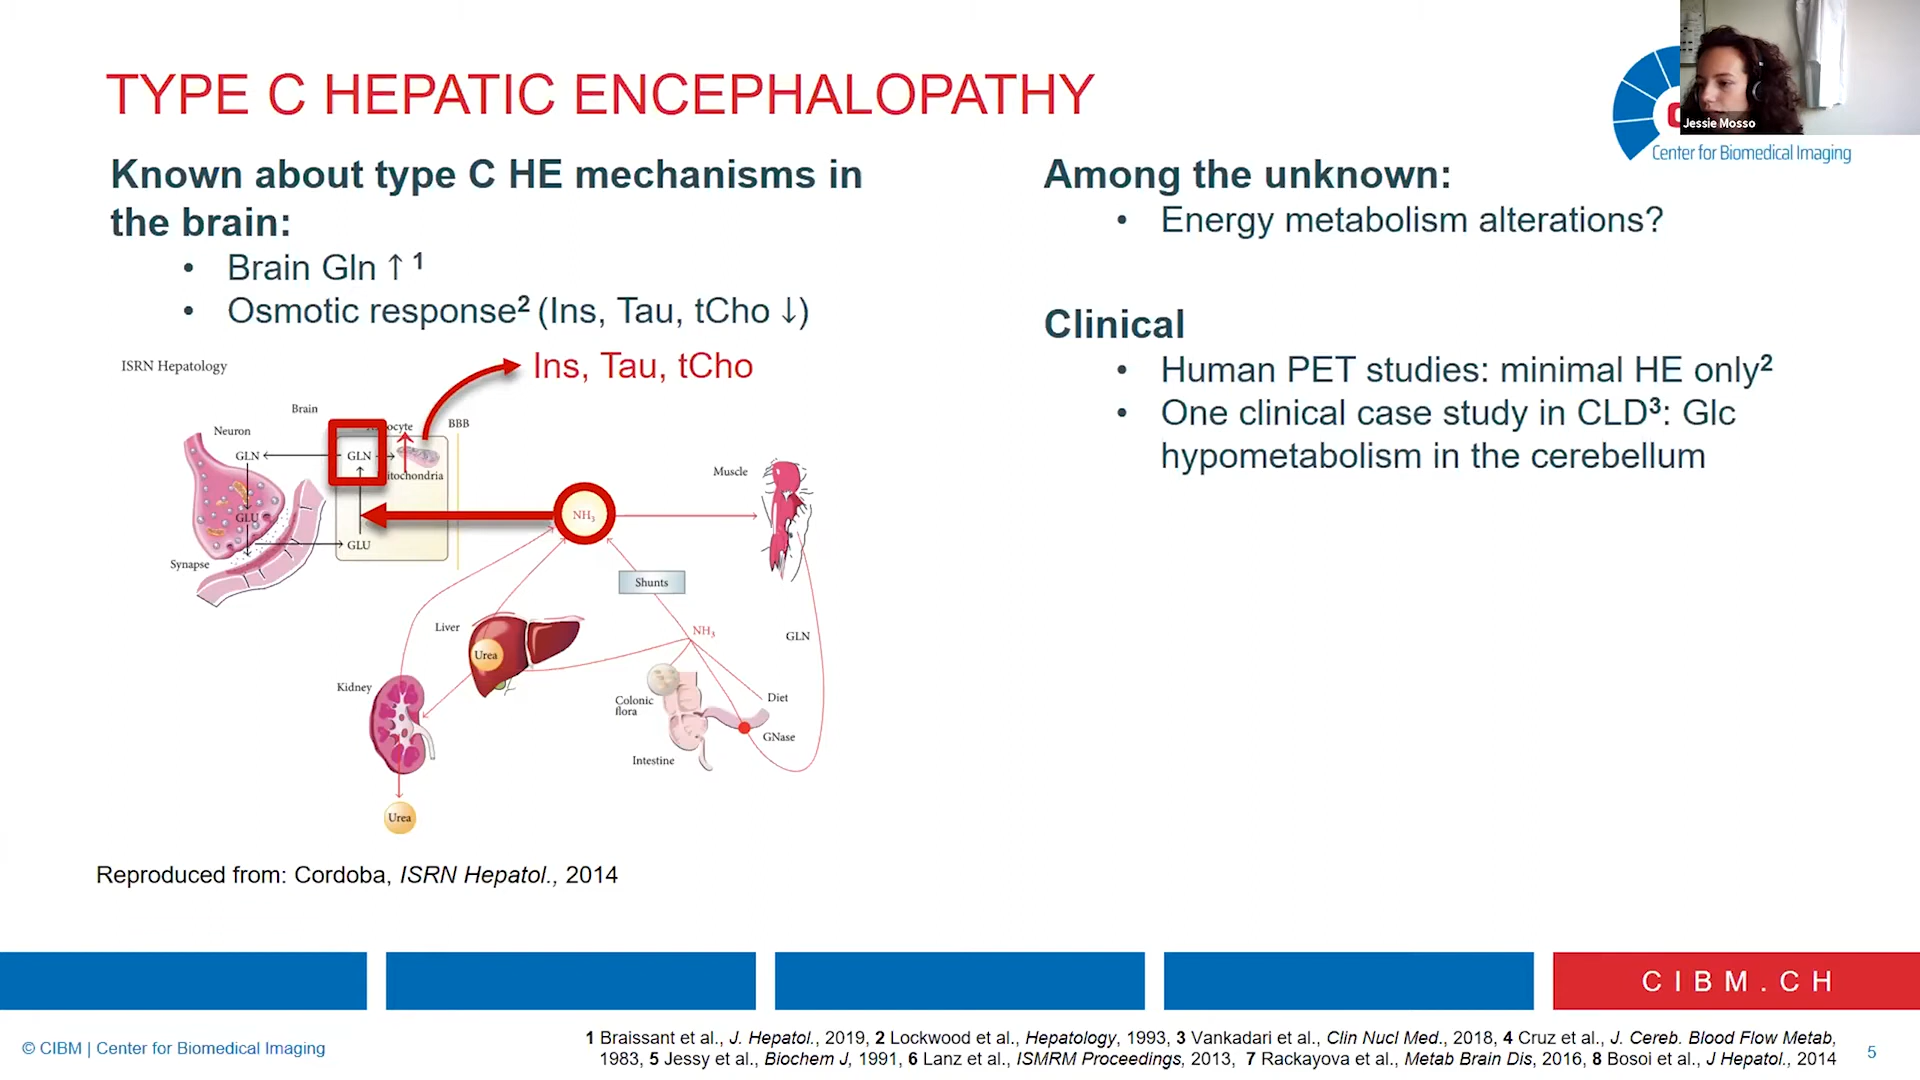 TYPE C HEPATIC ENCEPHALOPATHY
Jessie Mosso
Center for Biomedical Imaging
Known about type C HE mechanisms in
the brain:
• Brain Gln ↑ 1
• Osmotic response2 (Ins, Tau, tCho ↓)
ISRN Hepatology
Ins, Tau, tCho
Brain
Neuron
BBB
GLN
GLN
GLU
GLU
Synapse
NH3
Muscle
Shunts
Liver
Urea
NH3
GLN
Kidney
Colonic
flora
Diet
GNase
Intestine
Urea
Reproduced from: Cordoba, ISRN Hepatol., 2014
Among the unknown:
• Energy metabolism alterations?
Clinical
• Human PET studies: minimal HE only2
• One clinical case study in CLD3: Glc
hypometabolism in the cerebellum
CIBM.CH
© CIBM | Center for Biomedical Imaging
1 Braissant et al., J. Hepatol., 2019, 2 Lockwood et al., Hepatology, 1993, 3 Vankadari et al., Clin Nucl Med., 2018, 4 Cruz et al., J. Cereb. Blood Flow Metab,
1983, 5 Jessy et al., Biochem J, 1991, 6 Lanz et al., ISMRM Proceedings, 2013, 7 Rackayova et al., Metab Brain Dis, 2016, 8 Bosoi et al., J Hepatol., 2014
5